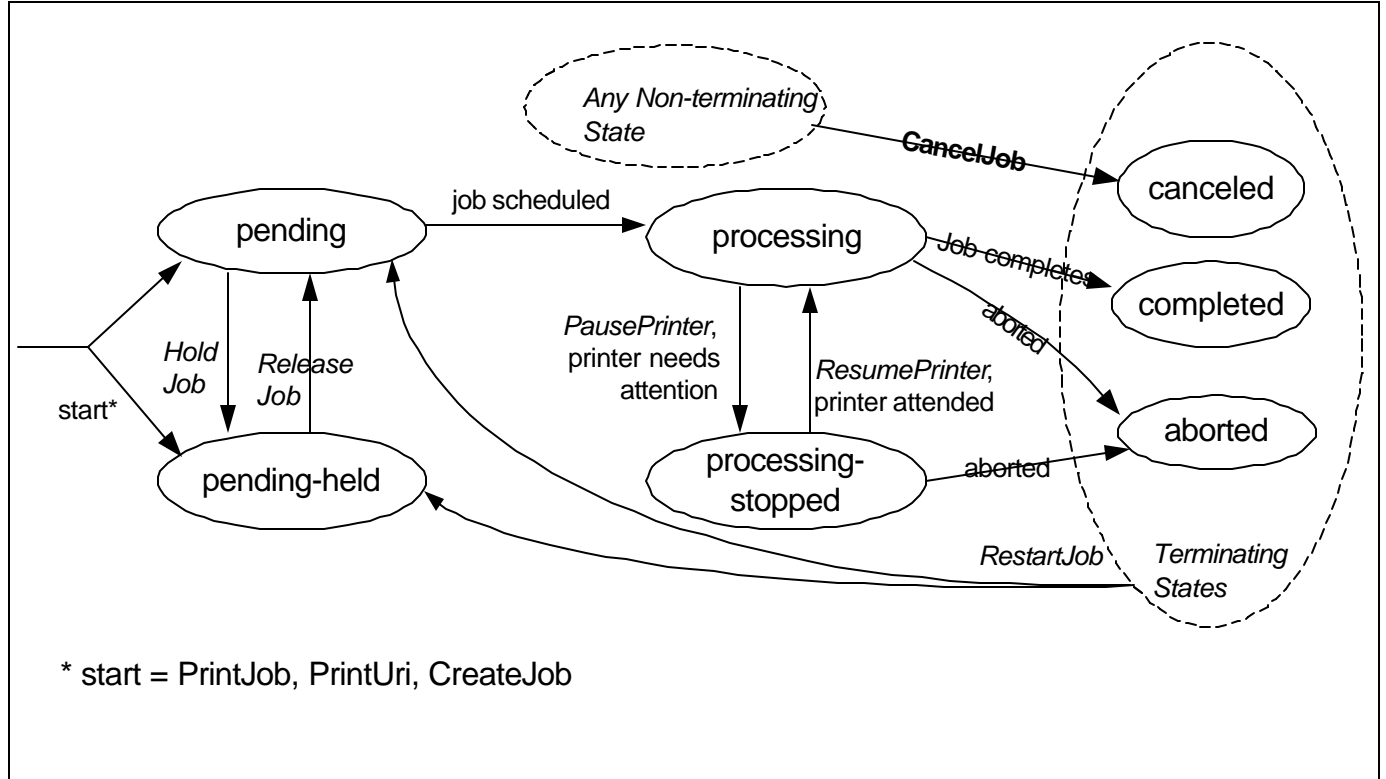 Any Non-terminating
State
CancelJob
canceled
job scheduled
pending
processing
Job completes
completed
Hold
Job
Release
Job
PausePrinter,
printer needs
attention
ResumePrinter,
printer attended
aborted
aborted
start*
pending-held
processing-
stopped
aborted
RestartJob
Terminating
States
* start = PrintJob, PrintUri, CreateJob